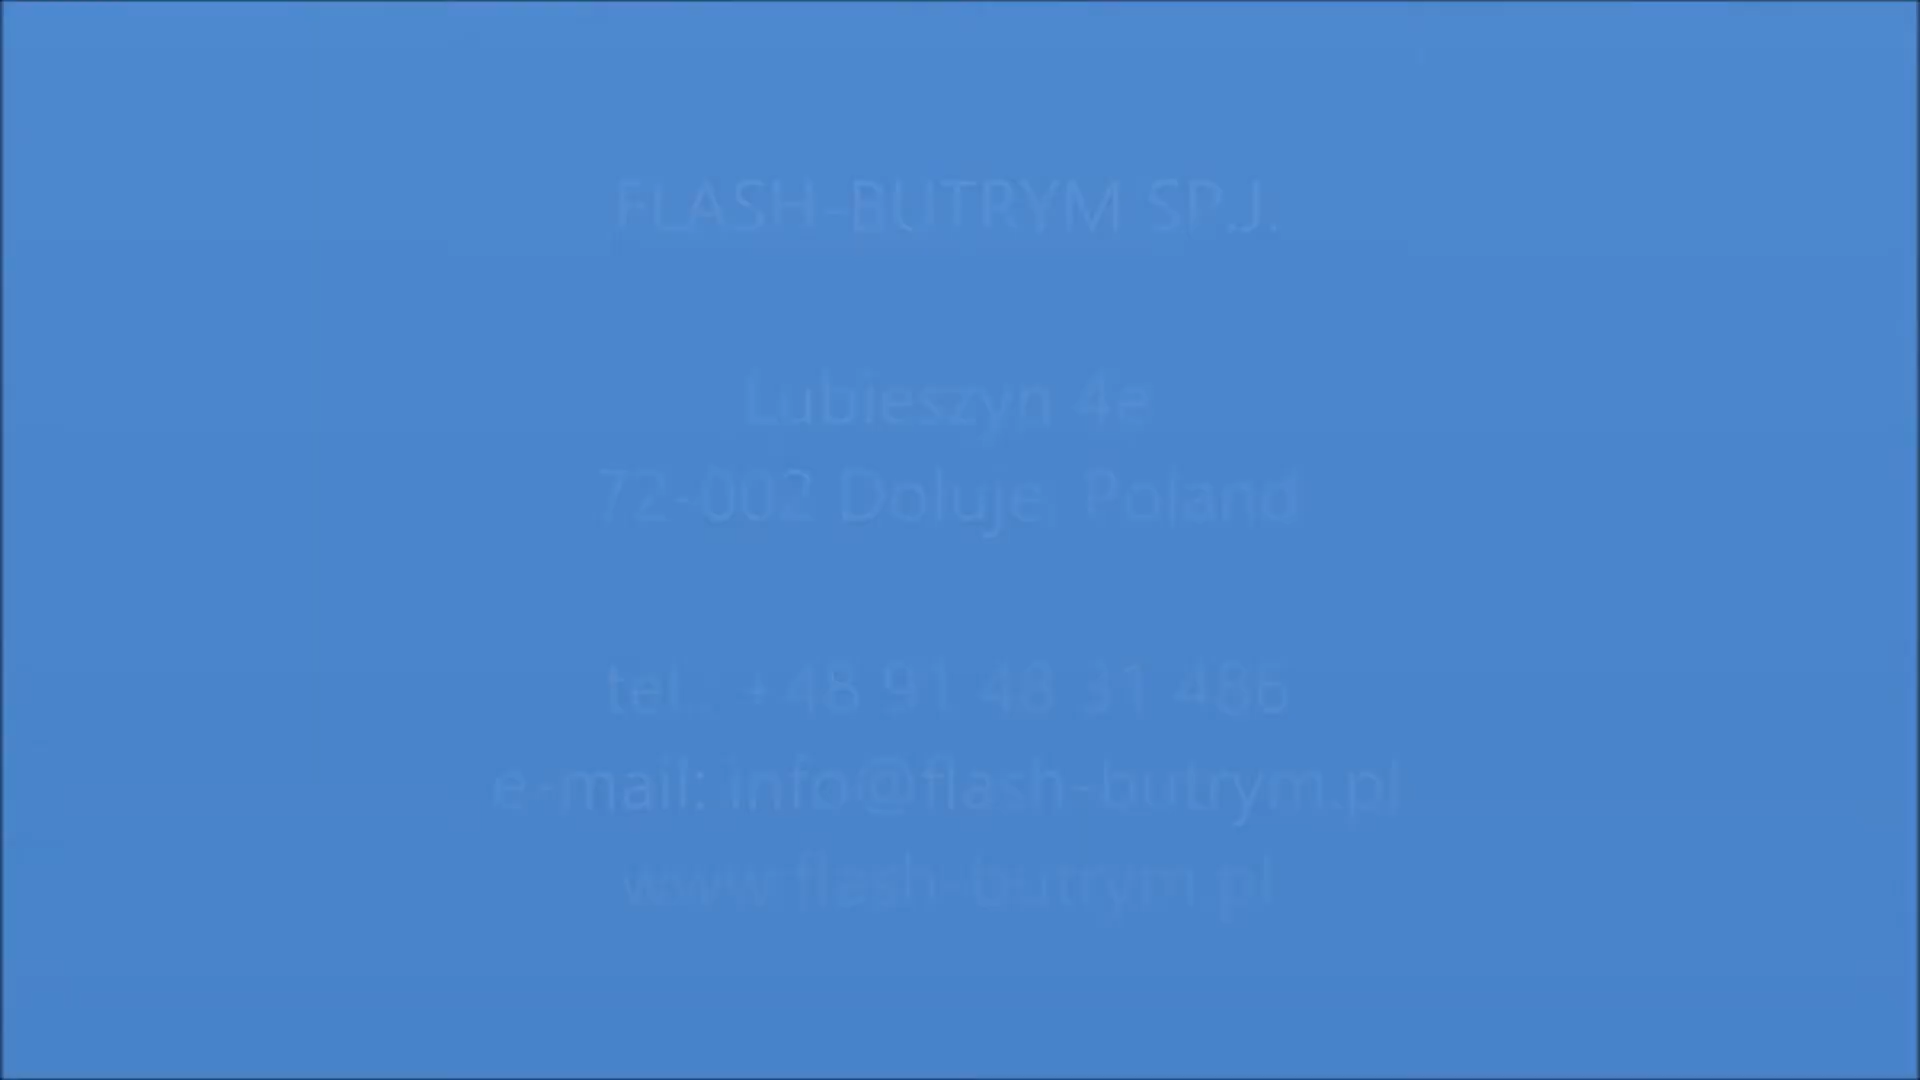 FLASH-BUTRYM SP.J.
Lubieszyn 4e
72-002 Dołuje, Poland
tel.: +48 91 48 31 486
e-mail: info@flash-butrym.pl
www.flash-butrym.pl